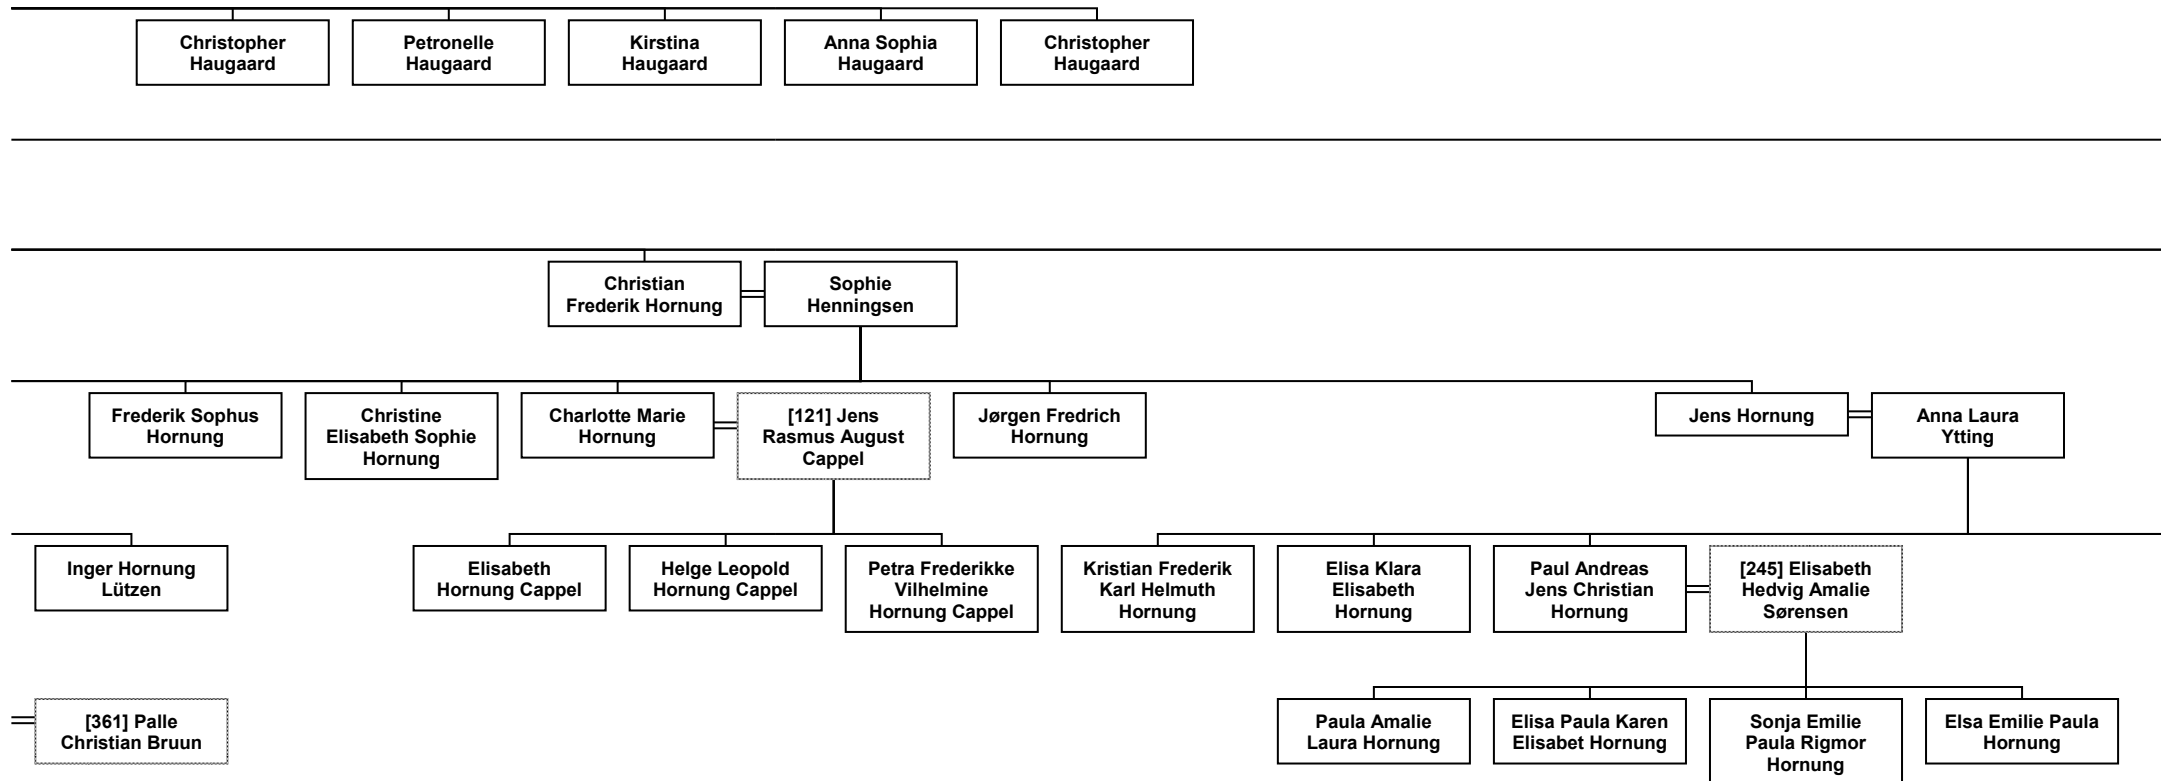 Christopher
Haugaard
Petronelle
Haugaard
Kirstina
Haugaard
Anna Sophia
Haugaard
Christopher
Haugaard
Christian
Frederik Hornung
Sophie
Henningsen
Frederik Sophus
Hornung
Christine
Elisabeth Sophie
Hornung
Charlotte Marie
Hornung
[121] Jens
Rasmus August
Cappel
Jørgen Fredrich
Hornung
Jens Hornung
Anna Laura
Ytting
Inger Hornung
Lützen
Elisabeth
Hornung Cappel
Helge Leopold
Hornung Cappel
Petra Frederikke
Vilhelmine
Hornung Cappel
Kristian Frederik
Karl Helmuth
Hornung
Elisa Klara
Elisabeth
Hornung
Paul Andreas
Jens Christian
Hornung
[245] Elisabeth
Hedvig Amalie
Sørensen
[361] Palle
Christian Bruun
Paula Amalie
Laura Hornung
Elisa Paula Karen
Elisabet Hornung
Sonja Emilie
Paula Rigmor
Hornung
Elsa Emilie Paula
Hornung